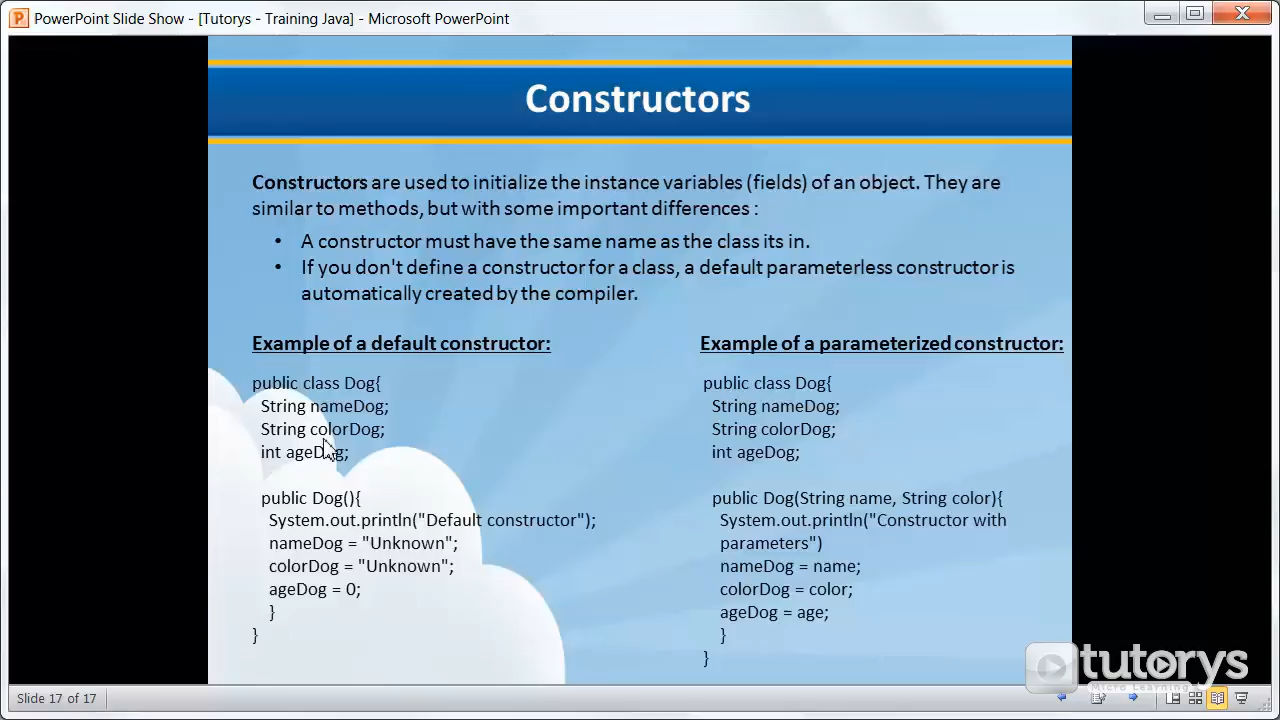 PowerPoint Slide Show - [Tutorys - Training Java] - Microsoft PowerPoint
Constructors
Constructors are used to initialize the instance variables (fields) of an object. They are
similar to methods, but with some important differences :
• A constructor must have the same name as the class its in.
• If you don't define a constructor for a class, a default parameterless constructor is
automatically created by the compiler.
Example of a default constructor:
public class Dog{
String nameDog;
String colorDog;
int ageDog;
public Dog(){
System.out.println("Default constructor");
nameDog = "Unknown";
colorDog = "Unknown";
ageDog = 0;
}
}
Example of a parameterized constructor:
public class Dog{
String nameDog;
String colorDog;
int ageDog;
public Dog(String name, String color){
System.out.println("Constructor with
parameters")
nameDog = name;
colorDog = color;
ageDog = age;
}
}
tutorys
Micro Learning
Slide 17 of 17